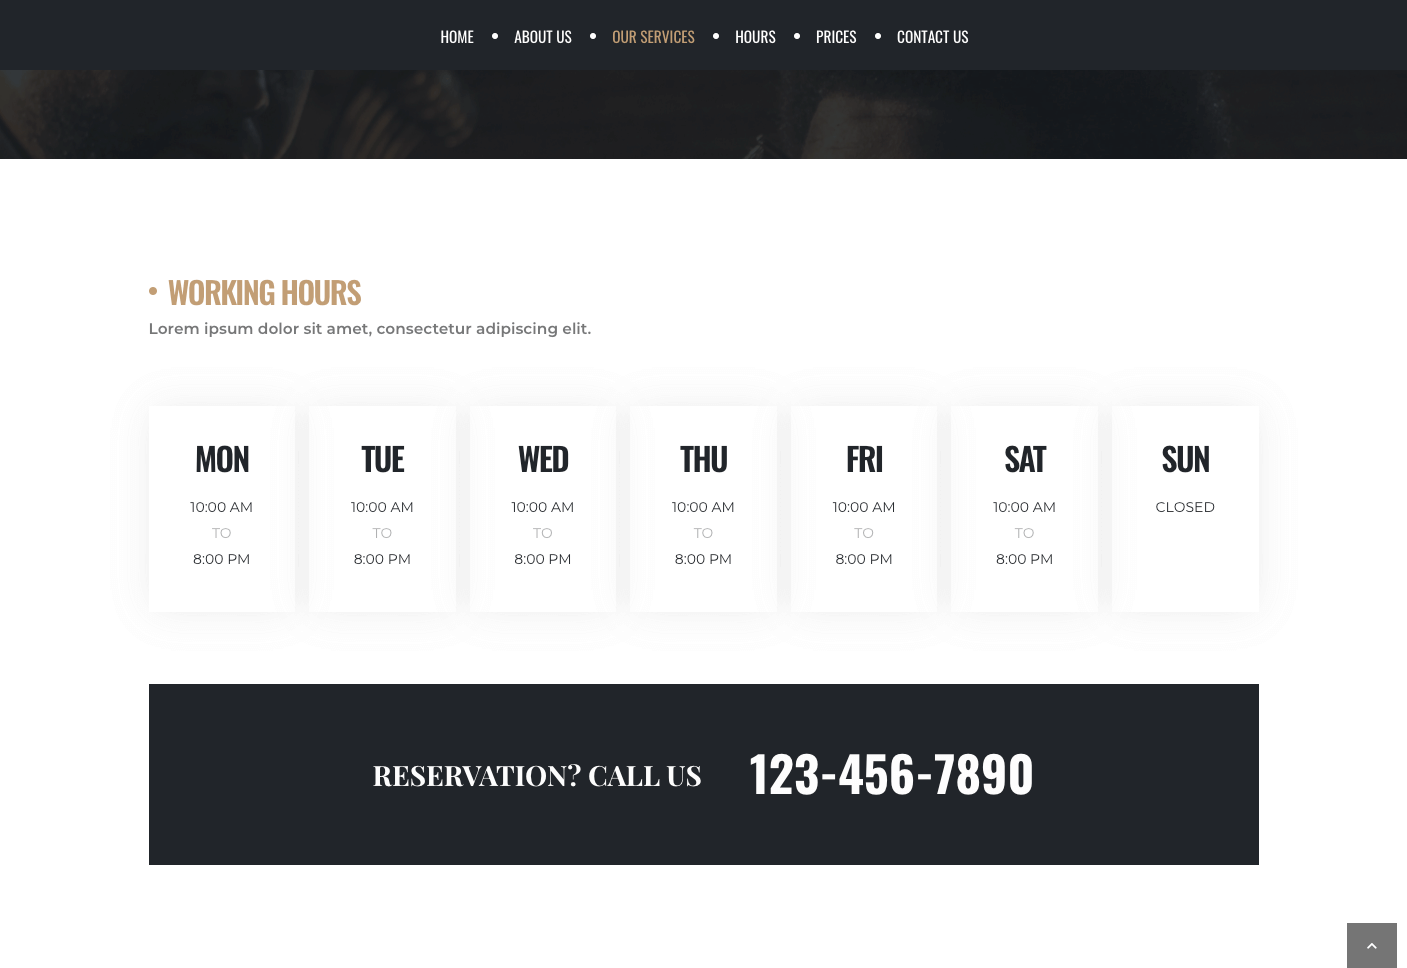 HOME • ABOUT US • OUR SERVICES • HOURS • PRICES • CONTACT US
• WORKING HOURS
Lorem ipsum dolor sit amet, consectetur adipiscing elit.
MON
10:00 AM
TO
8:00 PM
TUE
10:00 AM
TO
8:00 PM
WED
10:00 AM
TO
8:00 PM
THU
10:00 AM
TO
8:00 PM
FRI
10:00 AM
TO
8:00 PM
SAT
10:00 AM
TO
8:00 PM
SUN
CLOSED
RESERVATION? CALL US 123-456-7890